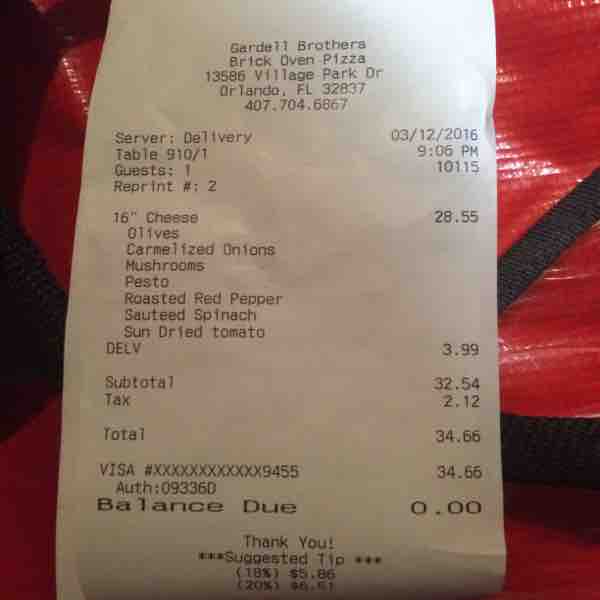 Gardell Brothers
Brick Oven Pizza
13586 Village Park Dr
Orlando, FL 32837
407.704.6867
Server: Delivery 03/12/2016
Table 910/1 9:06 PM
Guests: 1 10115
Reprint #: 2
16" Cheese 28.55
Olives
Carmelized Onions
Mushrooms
Pesto
Roasted Red Pepper
Sauteed Spinach
Sun Dried tomato
DELV 3.99
Subtotal 32.54
Tax 2.12
Total 34.66
VISA #XXXXXXXXXXXX9455 34.66
Auth:09336D
Balance Due 0.00
Thank You!
***Suggested Tip ***
(18%) $5.86
(20%) $6.51